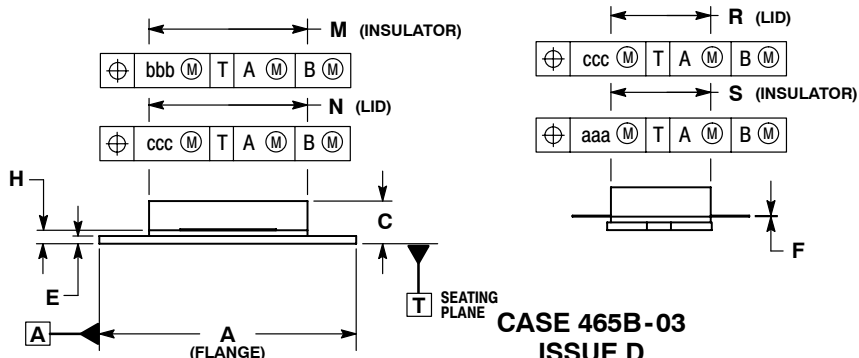 M (INSULATOR)
⌖ bbb Ⓜ T A Ⓜ B Ⓜ
N (LID)
⌖ ccc Ⓜ T A Ⓜ B Ⓜ
R (LID)
⌖ ccc Ⓜ T A Ⓜ B Ⓜ
S (INSULATOR)
⌖ aaa Ⓜ T A Ⓜ B Ⓜ
H
C
E
F
A
A
(FLANGE)
T SEATING
PLANE
CASE 465B-03
ISSUE D